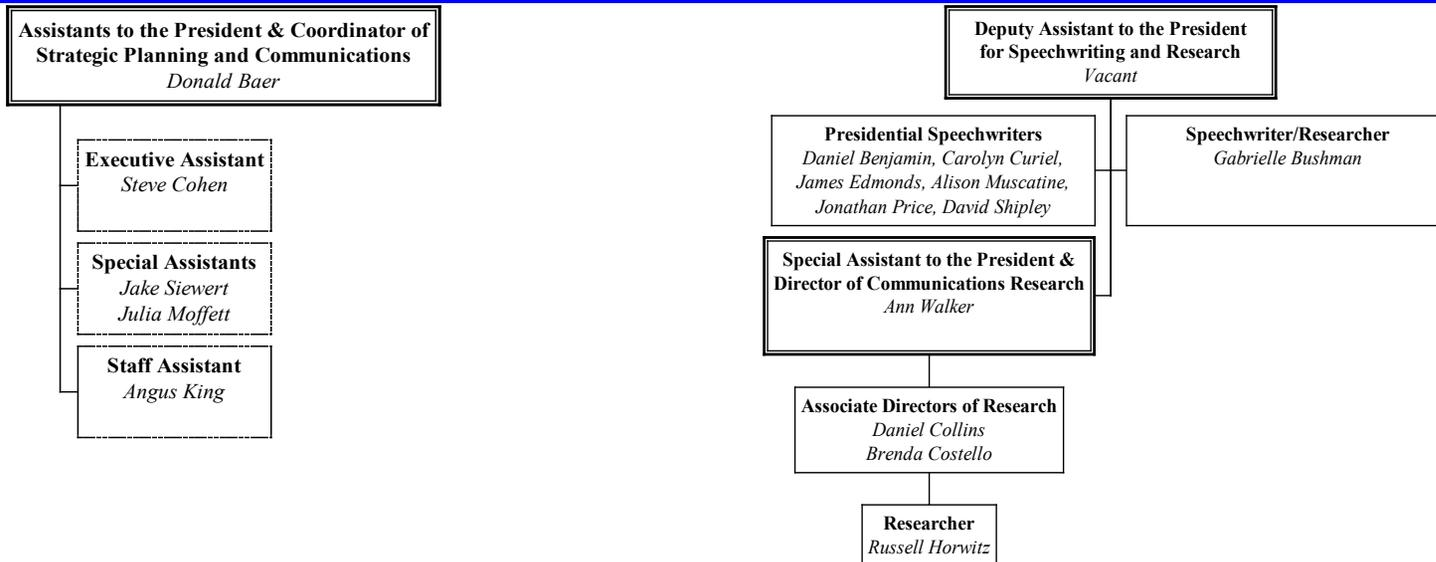 Assistants to the President & Coordinator of
Strategic Planning and Communications
Donald Baer
Executive Assistant
Steve Cohen
Special Assistants
Jake Siewert
Julia Moffett
Staff Assistant
Angus King
Deputy Assistant to the President
for Speechwriting and Research
Vacant
Presidential Speechwriters
Daniel Benjamin, Carolyn Curiel,
James Edmonds, Alison Muscatine,
Jonathan Price, David Shipley
Speechwriter/Researcher
Gabrielle Bushman
Special Assistant to the President &
Director of Communications Research
Ann Walker
Associate Directors of Research
Daniel Collins
Brenda Costello
Researcher
Russell Horwitz